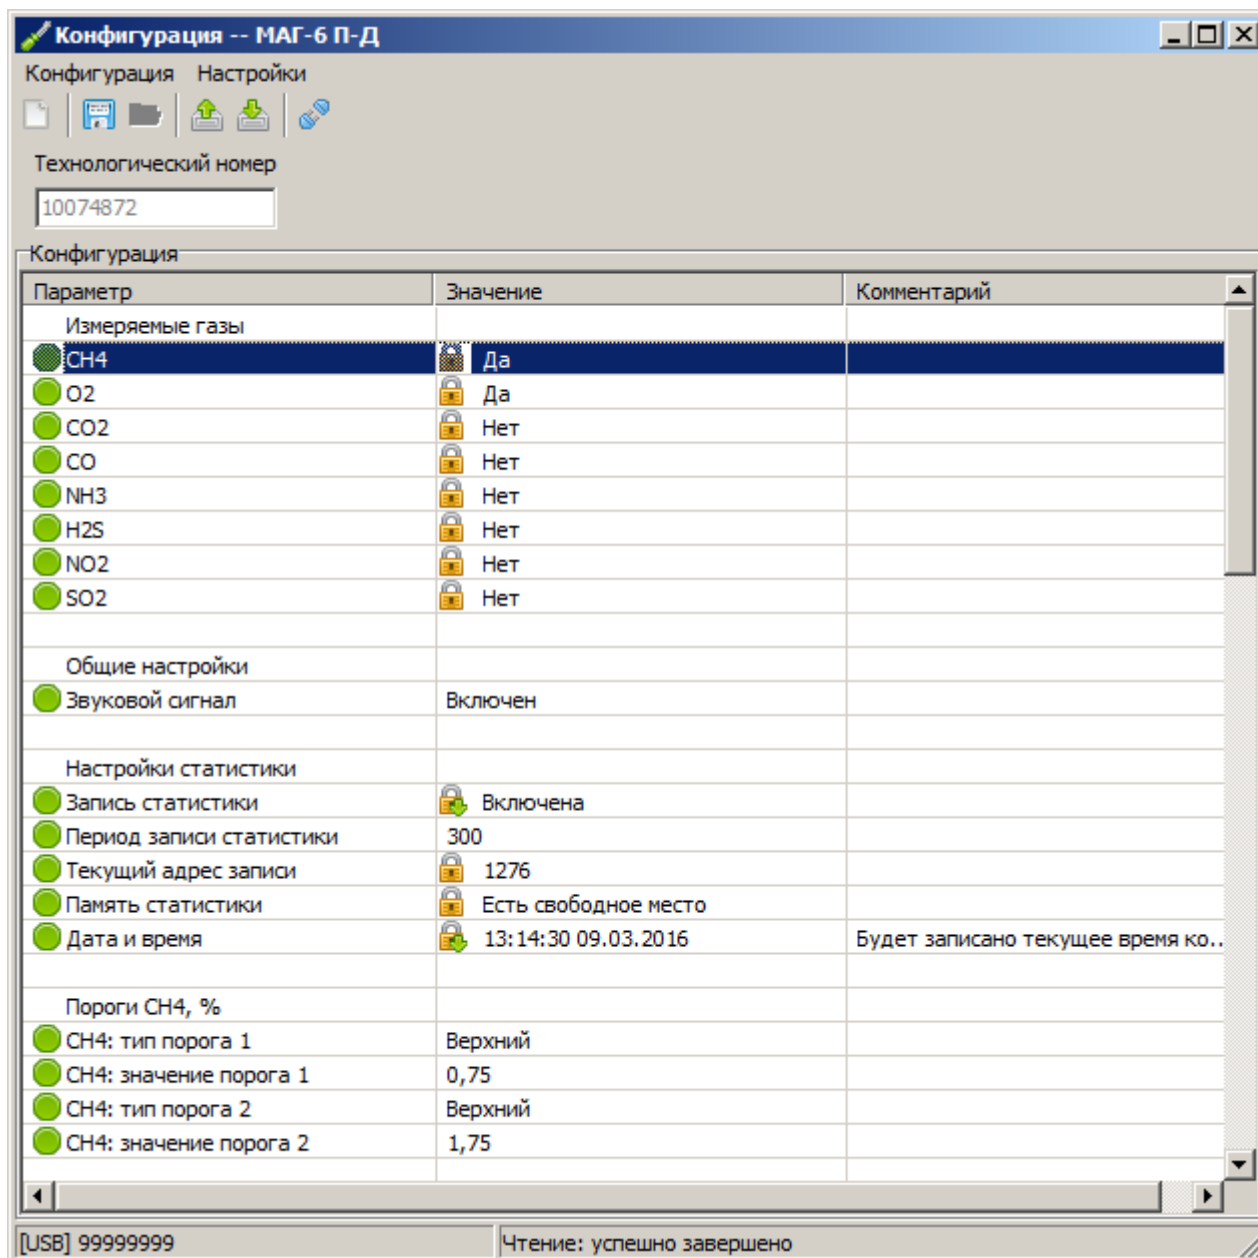 Конфигурация -- МАГ-6 П-Д
Конфигурация Настройки
Технологический номер
10074872
Конфигурация
Параметр Значение Комментарий
Измеряемые газы
CH4 Да
O2 Да
CO2 Нет
CO Нет
NH3 Нет
H2S Нет
NO2 Нет
SO2 Нет
Общие настройки
Звуковой сигнал Включен
Настройки статистики
Запись статистики Включена
Период записи статистики 300
Текущий адрес записи 1276
Память статистики Есть свободное место
Дата и время 13:14:30 09.03.2016 Будет записано текущее время ко..
Пороги CH4, %
CH4: тип порога 1 Верхний
CH4: значение порога 1 0,75
CH4: тип порога 2 Верхний
CH4: значение порога 2 1,75
[USB] 99999999 Чтение: успешно завершено